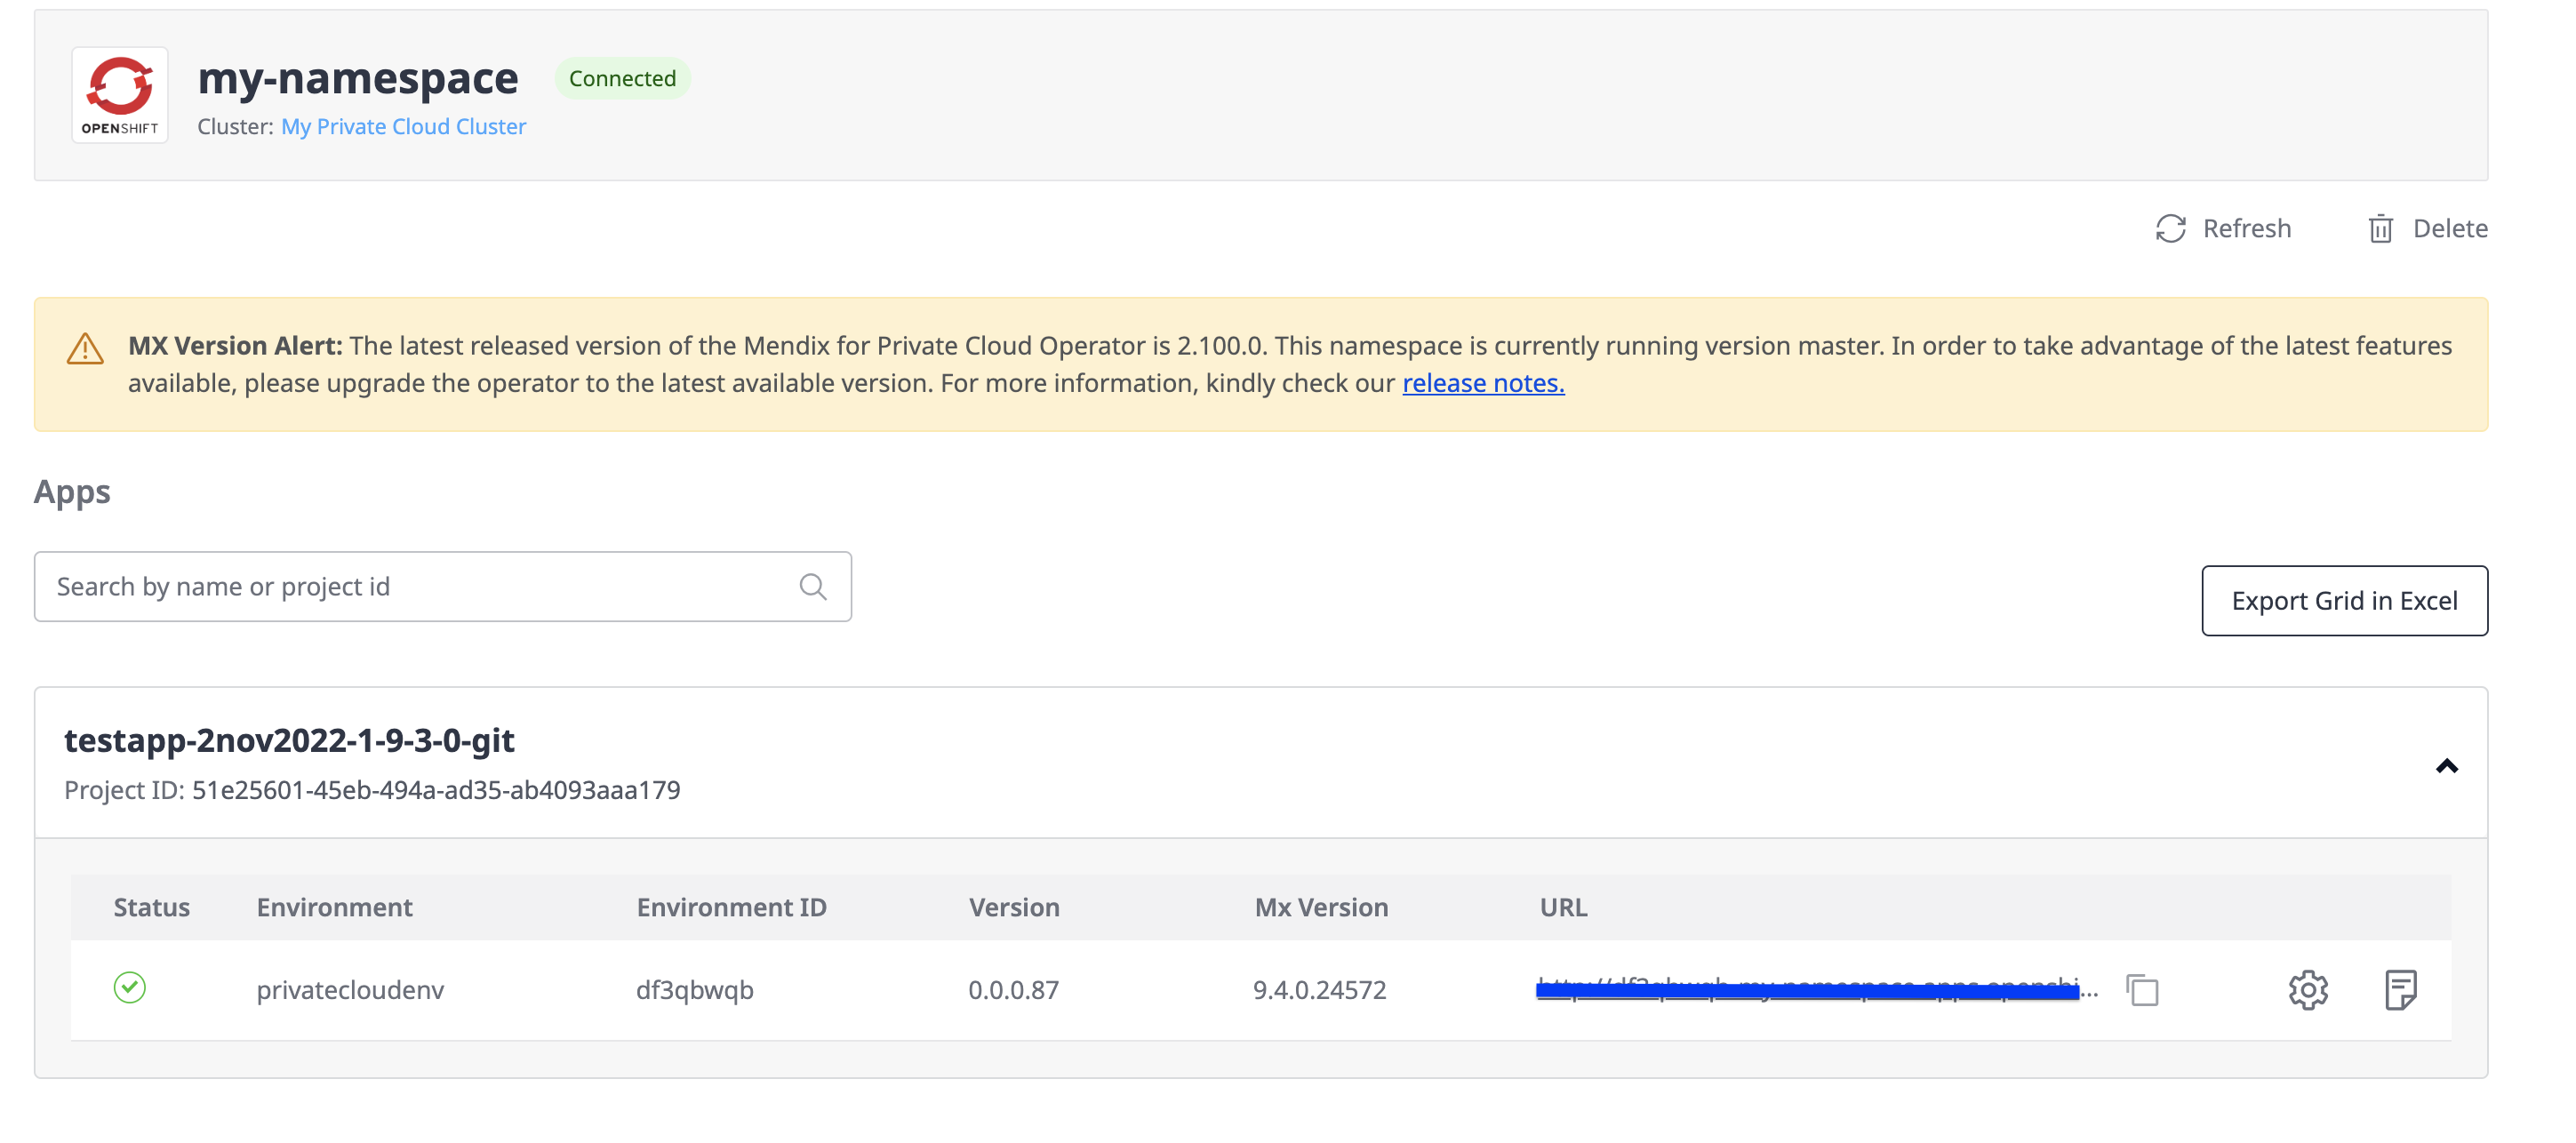 my-namespace Connected
OPENSHIFT
Cluster: My Private Cloud Cluster
Refresh Delete
MX Version Alert: The latest released version of the Mendix for Private Cloud Operator is 2.100.0. This namespace is currently running version master. In order to take advantage of the latest features
available, please upgrade the operator to the latest available version. For more information, kindly check our release notes.
Apps
Search by name or project id
Export Grid in Excel
testapp-2nov2022-1-9-3-0-git
Project ID: 51e25601-45eb-494a-ad35-ab4093aaa179
Status Environment Environment ID Version Mx Version URL
privatecloudenv df3qbwqb 0.0.0.87 9.4.0.24572